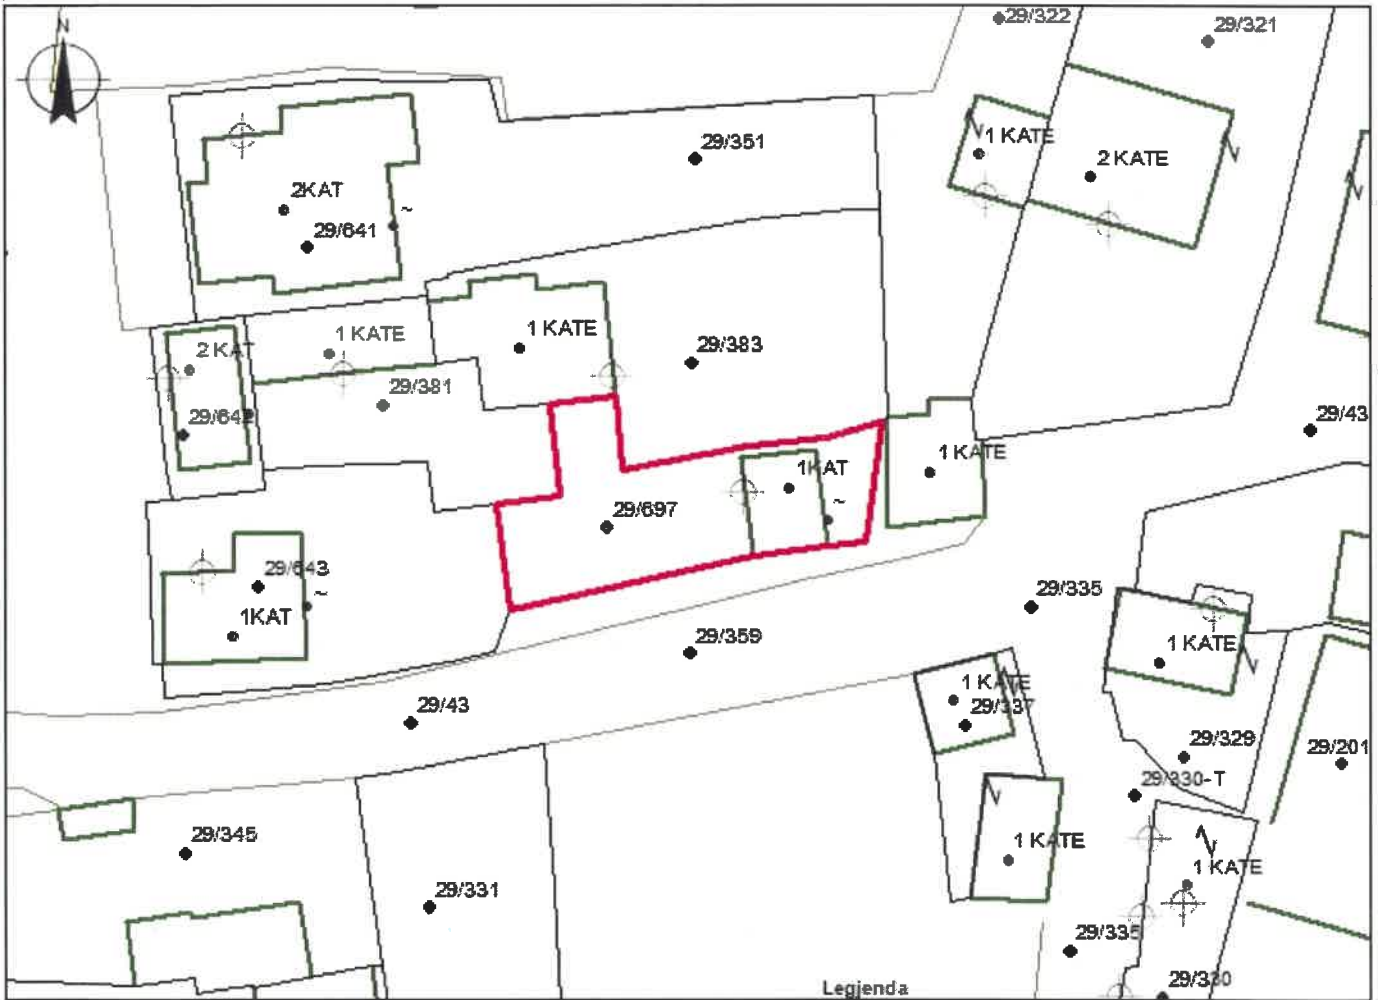 N
29/322
29/321
29/351
1 KATE
2 KATE
2KAT
29/641
1 KATE
1 KATE
2 KAT
29/383
29/381
29/642
29/43
1 KATE
1KAT
29/697
29/643
1KAT
29/335
29/359
1 KATE
1 KATE
29/337
29/43
29/329
29/201
29/330-T
29/345
1 KATE
1 KATE
29/331
29/335
29/330
Legjenda